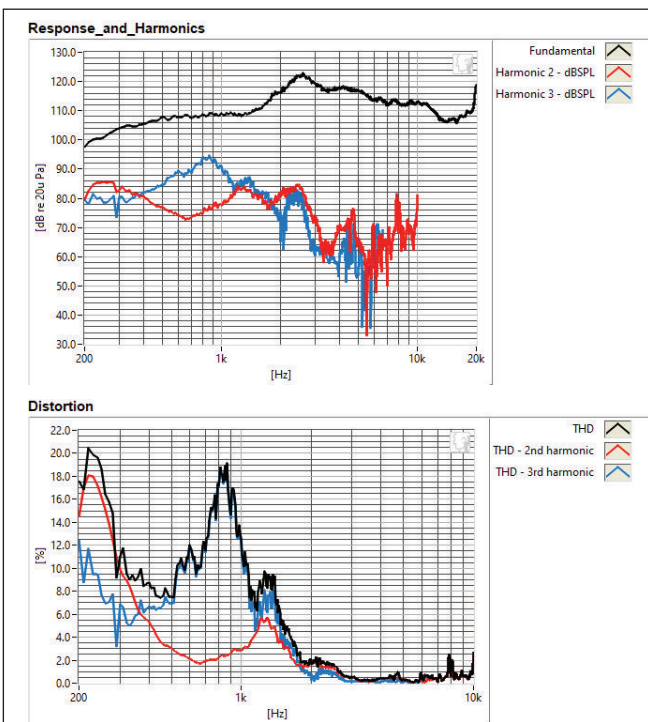 Response_and_Harmonics
130.0
120.0
110.0
100.0
90.0
80.0
70.0
60.0
50.0
40.0
30.0
[dB re 20u Pa]
200
1k
10k
20k
[Hz]
Fundamental
Harmonic 2 - dBSPL
Harmonic 3 - dBSPL
Distortion
22.0
20.0
18.0
16.0
14.0
12.0
10.0
8.0
6.0
4.0
2.0
0.0
[%]
200
1k
10k
[Hz]
THD
THD - 2nd harmonic
THD - 3rd harmonic